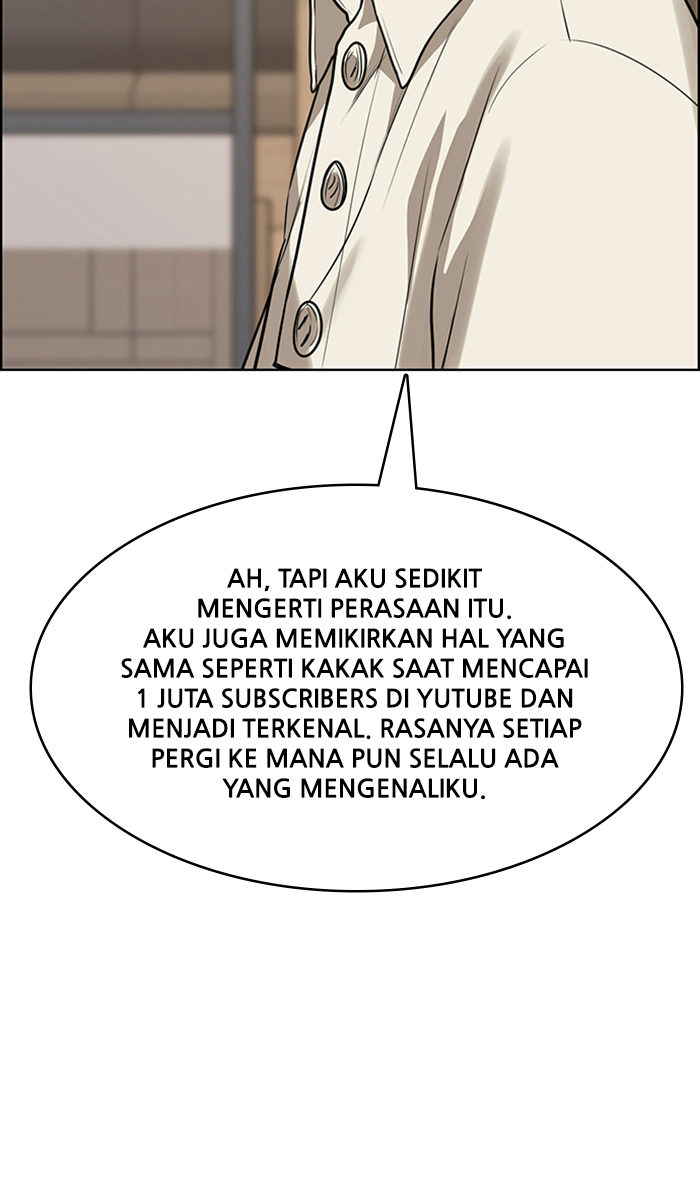 AH, TAPI AKU SEDIKIT
MENGERTI PERASAAN ITU.
AKU JUGA MEMIKIRKAN HAL YANG
SAMA SEPERTI KAKAK SAAT MENCAPAI
1 JUTA SUBSCRIBERS DI YUTUBE DAN
MENJADI TERKENAL. RASANYA SETIAP
PERGI KE MANA PUN SELALU ADA
YANG MENGENALIKU.